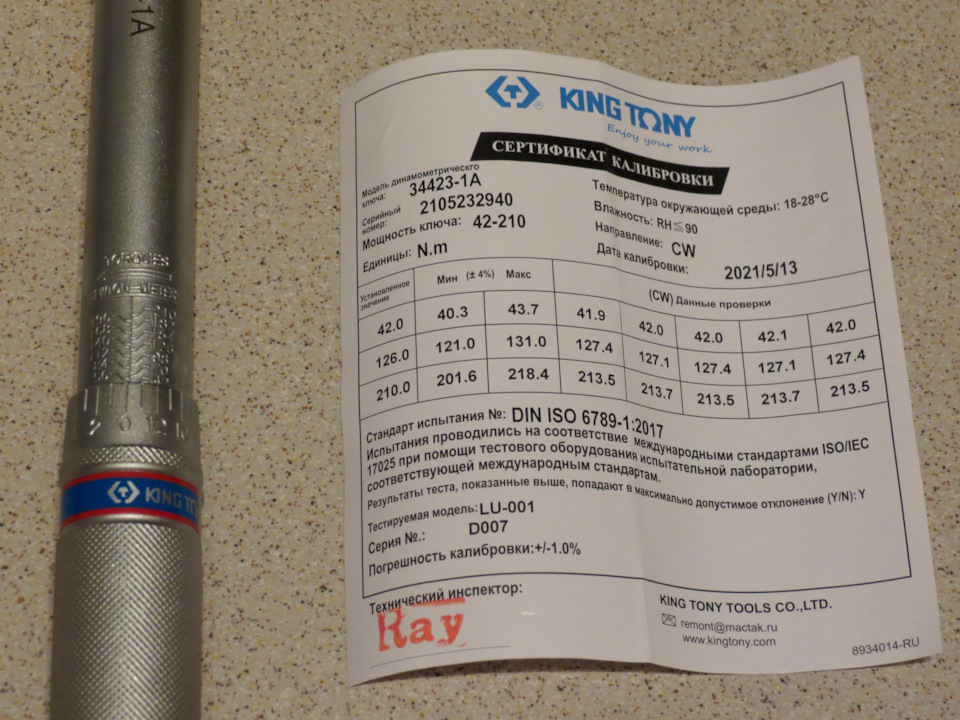 1A
TORQUES
2 0 12 10
KING TONY
KING TONY
Enjoy your work
СЕРТИФИКАТ КАЛИБРОВКИ
Модель динамометрическго
ключа: 34423-1A
Серийный
номер: 2105232940
Мощность ключа: 42-210
Единицы: N.m
Температура окружающей среды: 18-28°C
Влажность: RH≦90
Направление: CW
Дата калибровки: 2021/5/13
Установленное
значение
Мин (± 4%) Макс
(CW) Данные проверки
42.0 40.3 43.7 41.9 42.0 42.0 42.1 42.0
126.0 121.0 131.0 127.4 127.1 127.4 127.1 127.4
210.0 201.6 218.4 213.5 213.7 213.5 213.7 213.5
Стандарт испытания №: DIN ISO 6789-1:2017
Испытания проводились на соответствие международными стандартами ISO/IEC
17025 при помощи тестового оборудования испытательной лаборатории,
соответствующей международным стандартам.
Результаты теста, показанные выше, попадают в максимально допустимое отклонение (Y/N): Y
Тестируемая модель: LU-001
Серия №.: D007
Погрешность калибровки:+/-1.0%
Технический инспектор:
Ray
KING TONY TOOLS CO.,LTD.
remont@mactak.ru
www.kingtony.com
8934014-RU